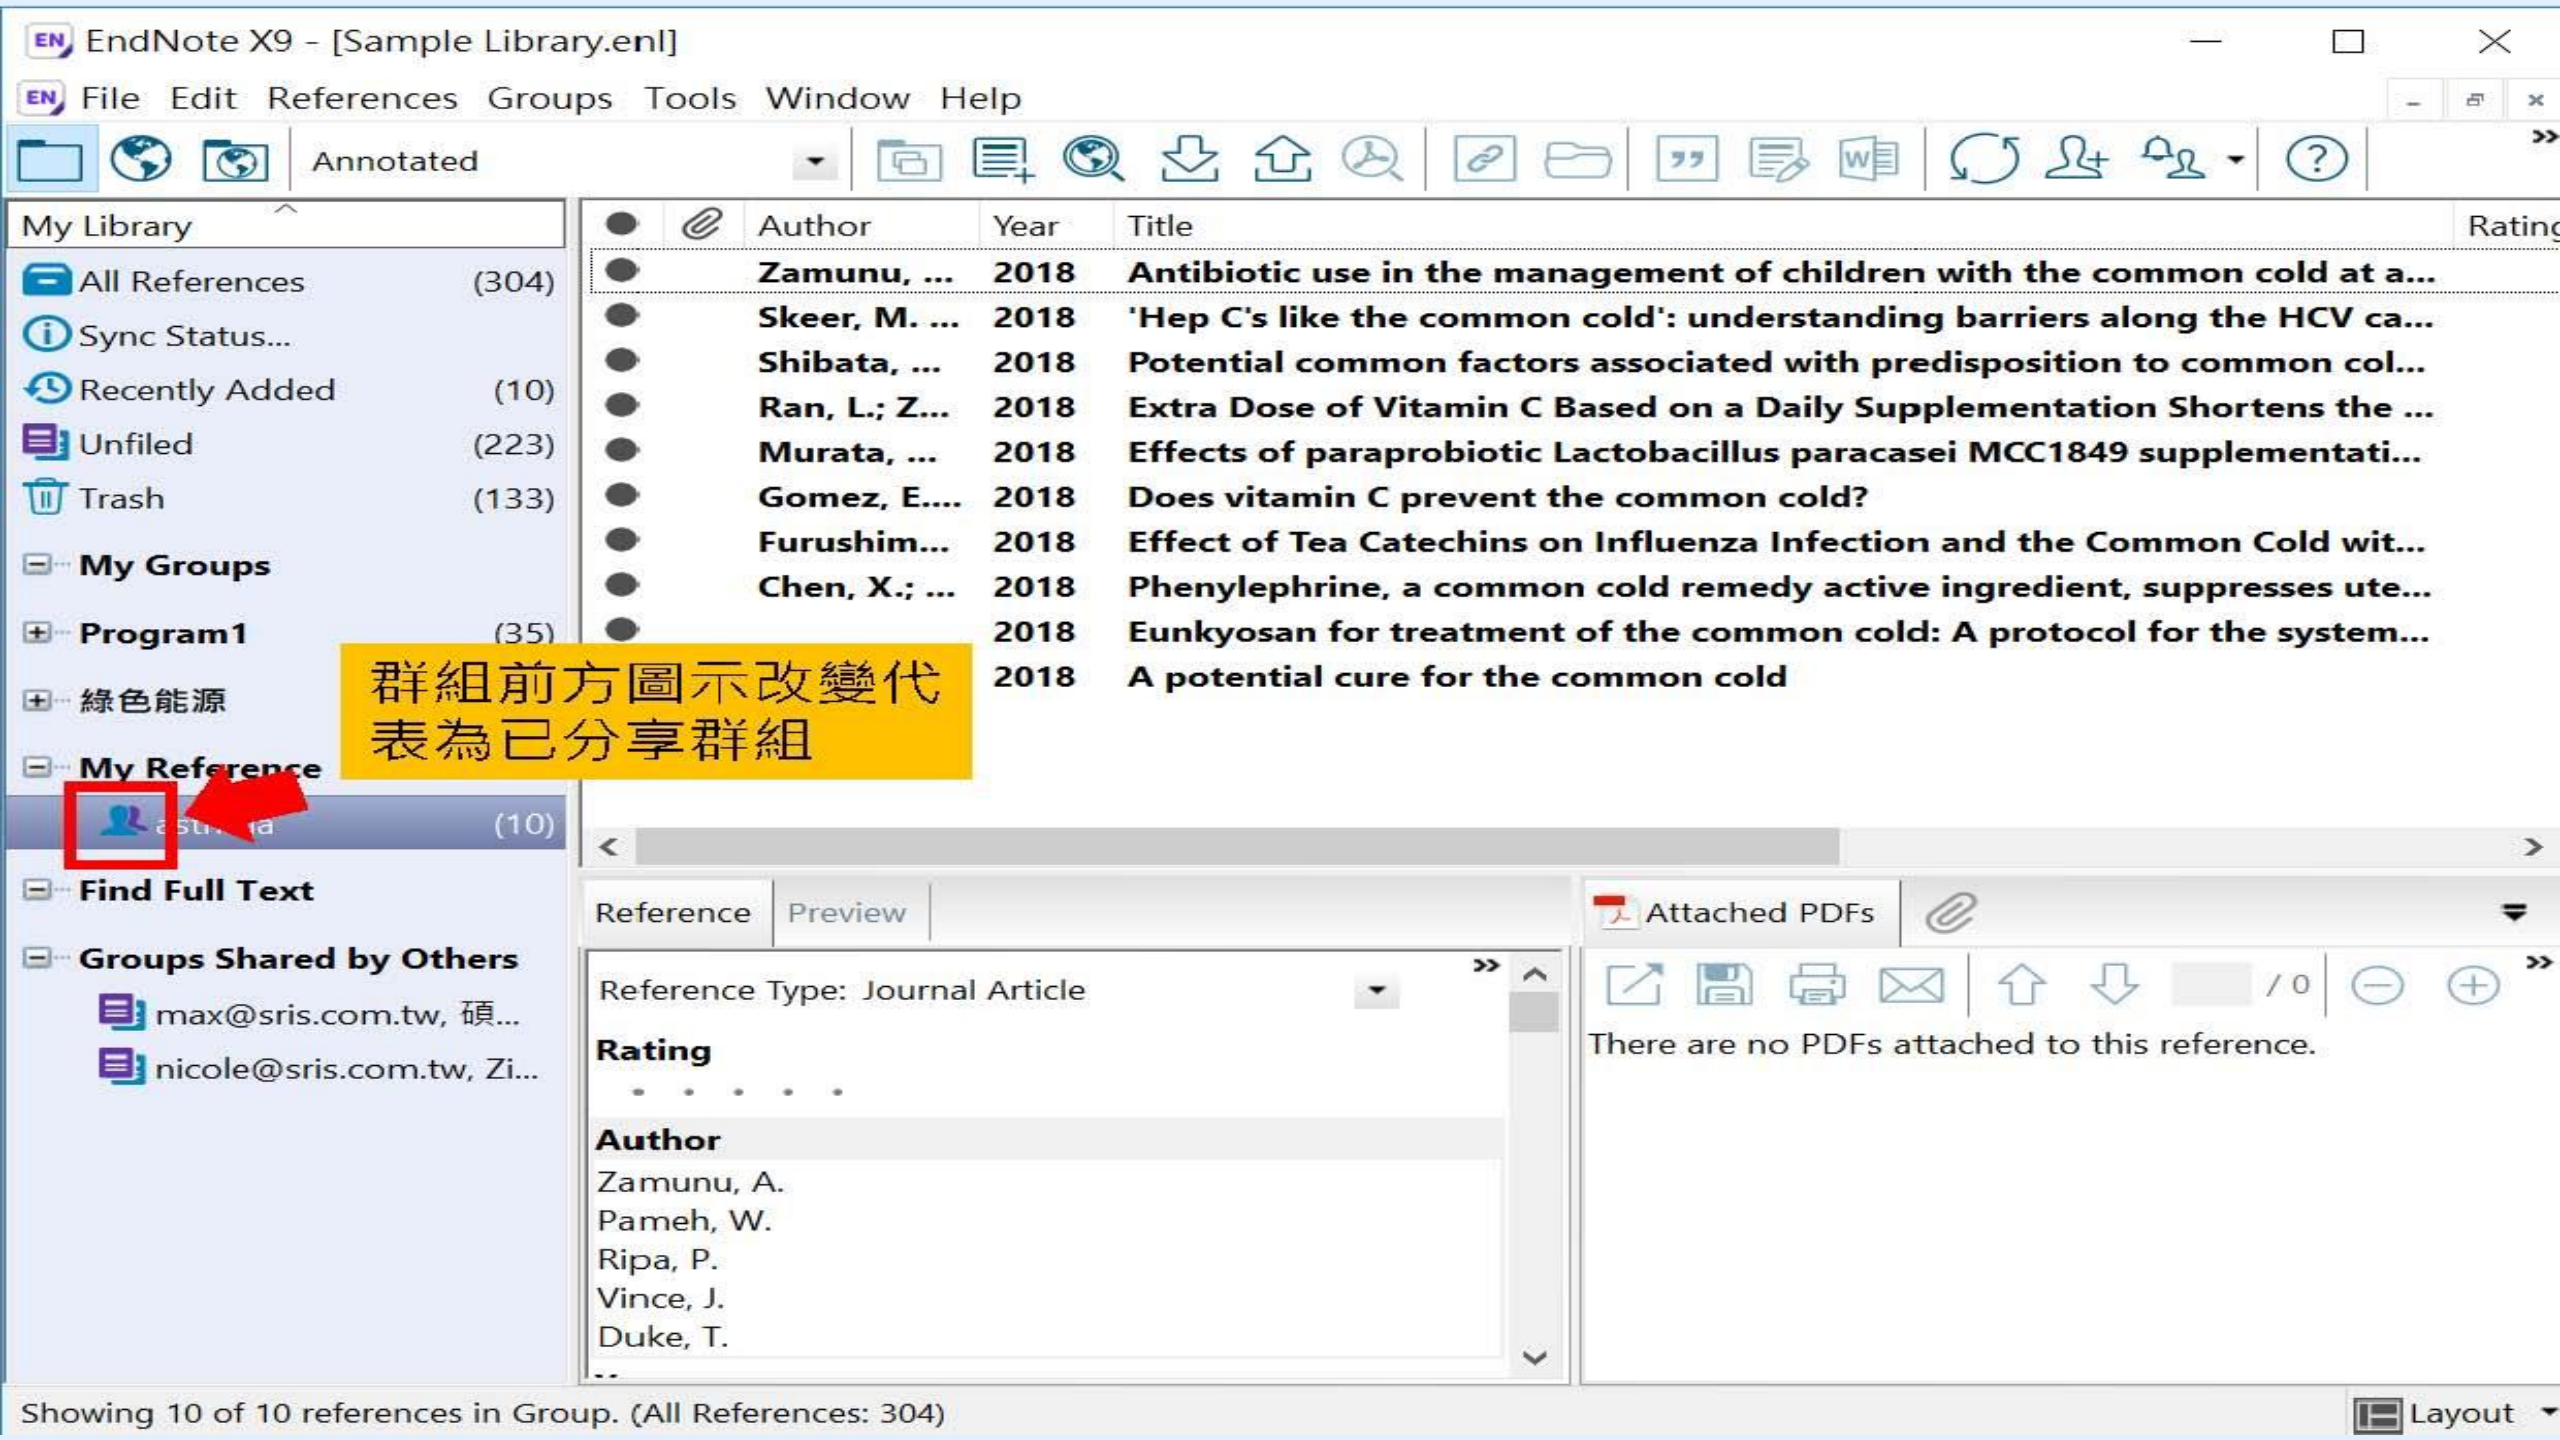 EN EndNote X9 - [Sample Library.enl]
EN File Edit References Groups Tools Window Help
Annotated
My Library
All References (304)
Sync Status...
Recently Added (10)
Unfiled (223)
Trash (133)
My Groups
Program1 (35)
綠色能源
My Reference
(10)
Find Full Text
Groups Shared by Others
max@sris.com.tw, 碩...
nicole@sris.com.tw, Zi...
群組前方圖示改變代
表為已分享群組
Author Year Title Rating
Zamunu, ... 2018 Antibiotic use in the management of children with the common cold at a...
Skeer, M. ... 2018 'Hep C's like the common cold': understanding barriers along the HCV ca...
Shibata, ... 2018 Potential common factors associated with predisposition to common col...
Ran, L.; Z... 2018 Extra Dose of Vitamin C Based on a Daily Supplementation Shortens the ...
Murata, ... 2018 Effects of paraprobiotic Lactobacillus paracasei MCC1849 supplementati...
Gomez, E.... 2018 Does vitamin C prevent the common cold?
Furushim... 2018 Effect of Tea Catechins on Influenza Infection and the Common Cold wit...
Chen, X.; ... 2018 Phenylephrine, a common cold remedy active ingredient, suppresses ute...
2018 Eunkyosan for treatment of the common cold: A protocol for the system...
2018 A potential cure for the common cold
Reference Preview
Reference Type: Journal Article
Rating
Author
Zamunu, A.
Pameh, W.
Ripa, P.
Vince, J.
Duke, T.
Attached PDFs
/ 0
There are no PDFs attached to this reference.
Showing 10 of 10 references in Group. (All References: 304)
Layout